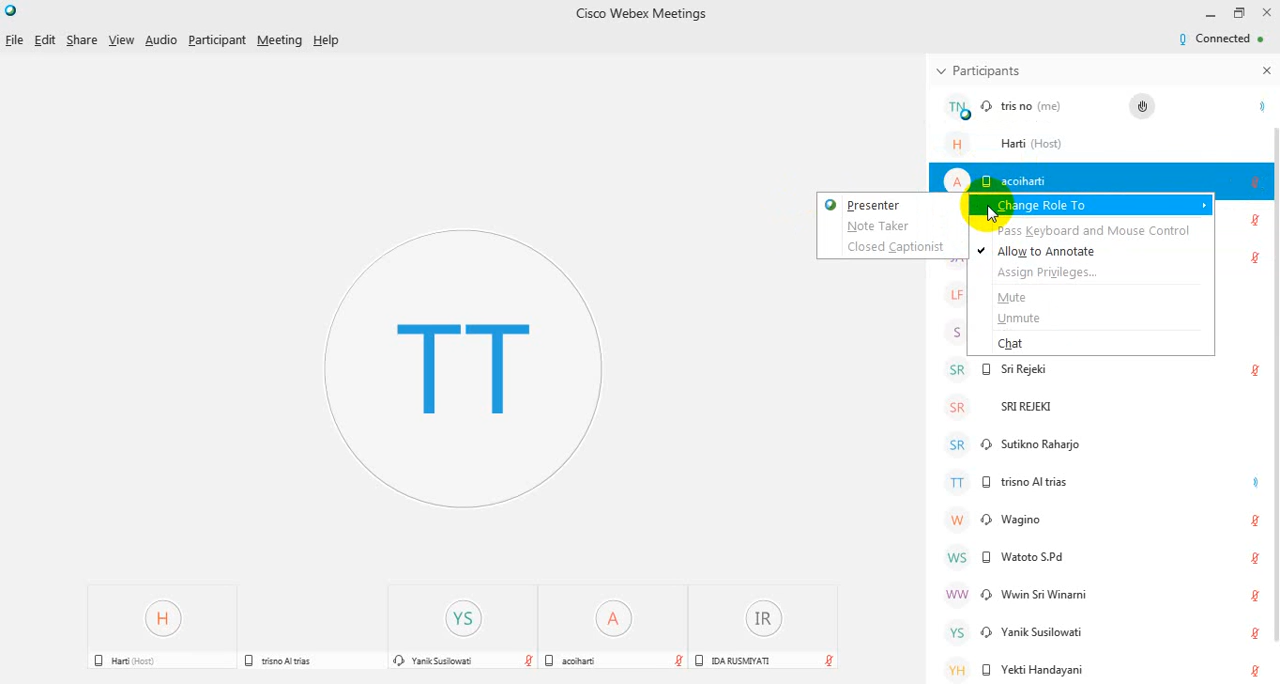 Cisco Webex Meetings
File Edit Share View Audio Participant Meeting Help
Connected
Participants
TN tris no (me)
H Harti (Host)
A acoiharti
Change Role To
Pass Keyboard and Mouse Control
Allow to Annotate
Assign Privileges...
Mute
Unmute
Chat
Presenter
Note Taker
Closed Captionist
LF
S
SR Sri Rejeki
SR SRI REJEKI
SR Sutikno Raharjo
TT trisno Al trias
W Wagino
WS Watoto S.Pd
WW Wwin Sri Winarni
YS Yanik Susilowati
YH Yekti Handayani
TT
H
Harti (Host)
trisno Al trias
YS
Yanik Susilowati
A
acoiharti
IR
IDA RUSMIYATI